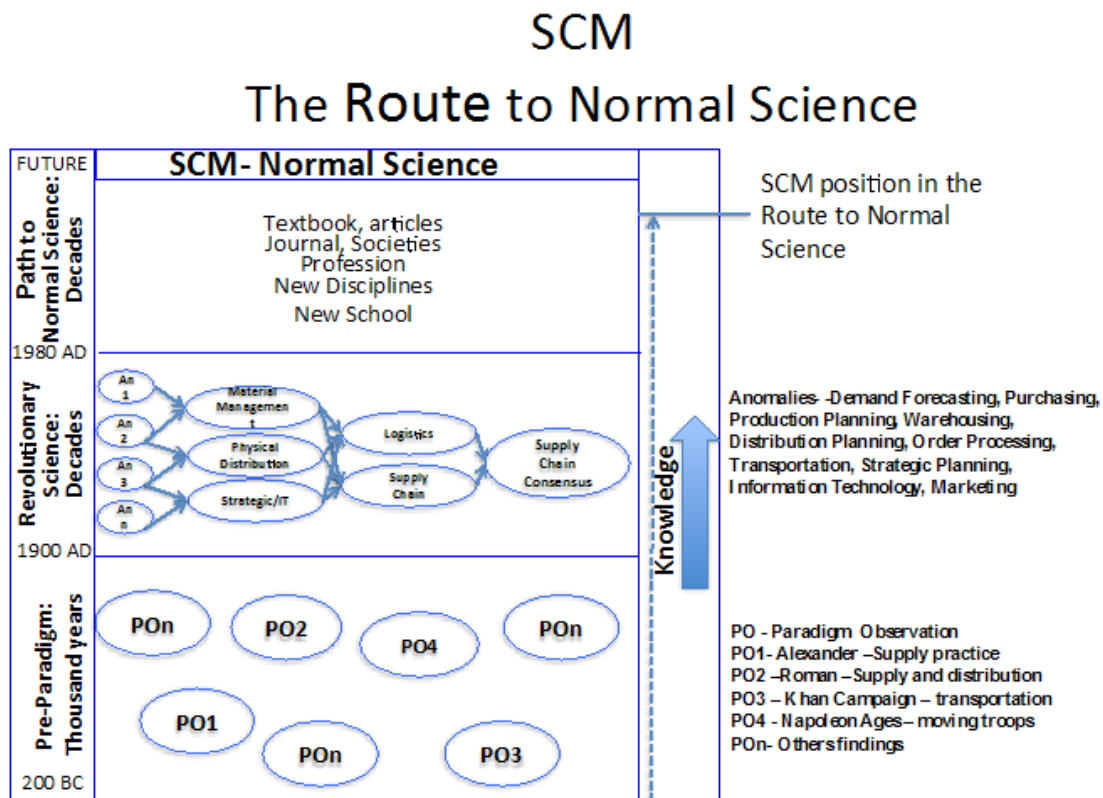 SCM
The Route to Normal Science
FUTURE
SCM- Normal Science
Path to
Normal Science:
Decades
Textbook, articles
Journal, Societies
Profession
New Disciplines
New School
SCM position in the
Route to Normal
Science
1980 AD
Revolutionary
Science:
Decades
An
1
An
2
An
3
An
n
Material
Managemen
t
Physical
Distribution
Strategic/IT
Logistics
Supply
Chain
Supply
Chain
Consensus
Knowledge
Anomalies- -Demand Forecasting, Purchasing,
Production Planning, Warehousing,
Distribution Planning, Order Processing,
Transportation, Strategic Planning,
Information Technology, Marketing
1900 AD
Pre-Paradigm:
Thousand years
POn
PO2
PO4
POn
PO1
POn
PO3
PO - Paradigm Observation
PO1- Alexander –Supply practice
PO2 –Roman –Supply and distribution
PO3 – Khan Campaign – transportation
PO4 - Napoleon Ages– moving troops
POn- Others findings
200 BC